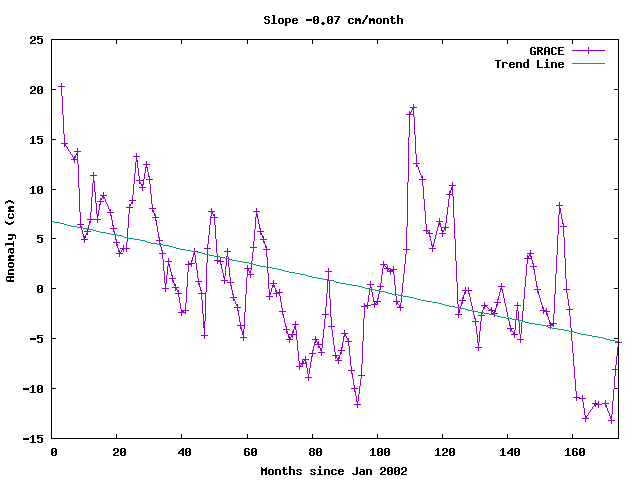 Slope -0.07 cm/month
GRACE
Trend Line
Anomaly (cm)
25
20
15
10
5
0
-5
-10
-15
0 20 40 60 80 100 120 140 160
Months since Jan 2002